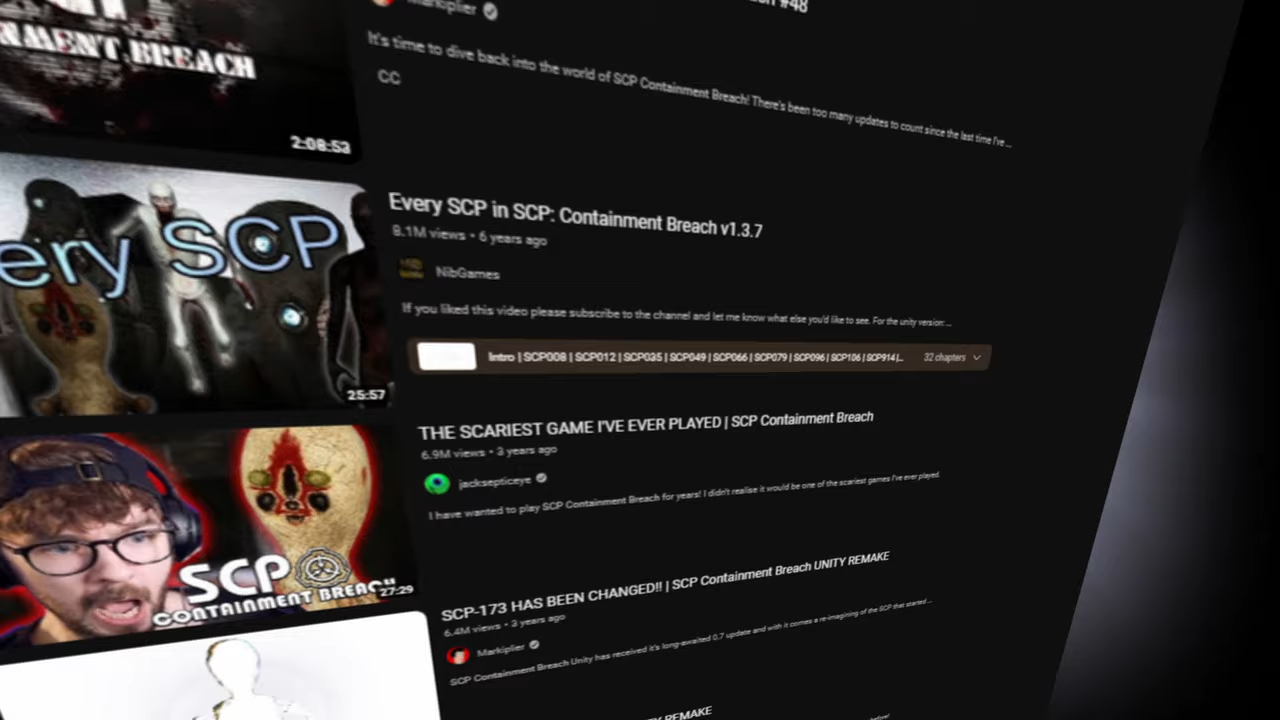 #48
Markiplier
NMENT BREACH
It's time to dive back into the world of SCP Containment Breach! There's been too many updates to count since the last time I've...
CC
2:08:53
Every SCP in SCP: Containment Breach v1.3.7
8.1M views • 6 years ago
NibGames
ery SCP
If you liked this video please subscribe to the channel and let me know what else you'd like to see. For the unity version: ...
Intro | SCP008 | SCP012 | SCP035 | SCP049 | SCP066 | SCP079 | SCP096 | SCP106 | SCP914 |...
32 chapters
25:57
THE SCARIEST GAME I'VE EVER PLAYED | SCP Containment Breach
6.9M views • 3 years ago
jacksepticeye
I have wanted to play SCP Containment Breach for years! I didn't realise it would be one of the scariest games I've ever played.
SCP
CONTAINMENT BREACH
27:29
SCP-173 HAS BEEN CHANGED!! | SCP Containment Breach UNITY REMAKE
6.4M views • 3 years ago
Markiplier
SCP Containment Breach Unity has received it's long-awaited 0.7 update and with it comes a re-imagining of the SCP that started...
REMAKE
before!